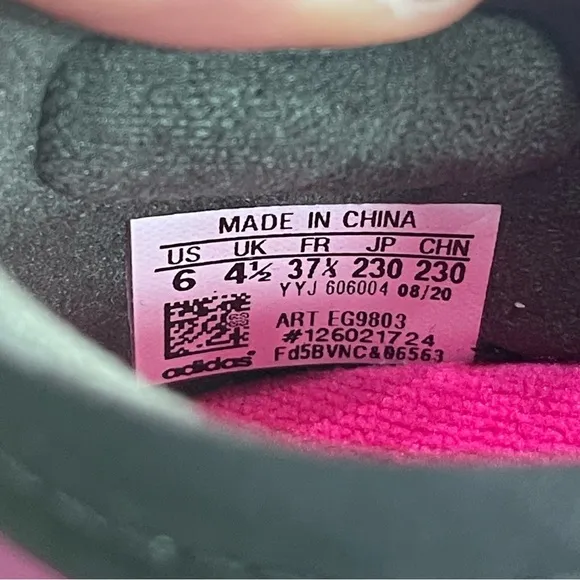 MADE IN CHINA
US UK FR JP CHN
6 4½ 37⅓ 230 230
YYJ 606004 08/20
ART EG9803
#126021724
Fd5BVNC&06563
adidas